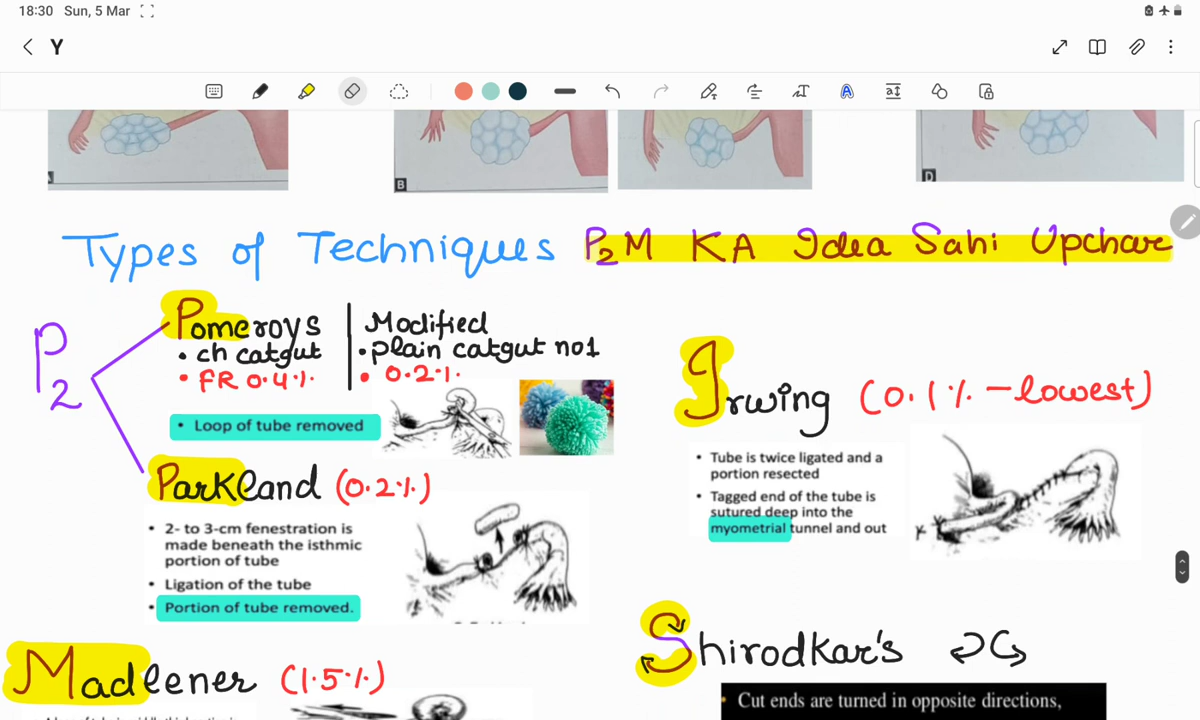 18:30 Sun, 5 Mar
Y
B
D
Types of Techniques P2M KA Idea Sahi Upchar
P2
Pomeroys
• ch catgut
• FR 0.4%.
Modified
• plain catgut no1
• 0.2%.
• Loop of tube removed
Parkland (0.2%)
• 2- to 3-cm fenestration is
made beneath the isthmic
portion of tube
• Ligation of the tube
• Portion of tube removed.
Madlener (1.5%)
Irwing (0.1% - lowest)
• Tube is twice ligated and a
portion resected
• Tagged end of the tube is
sutured deep into the
myometrial tunnel and out
Shirodkar's
Cut ends are turned in opposite directions,